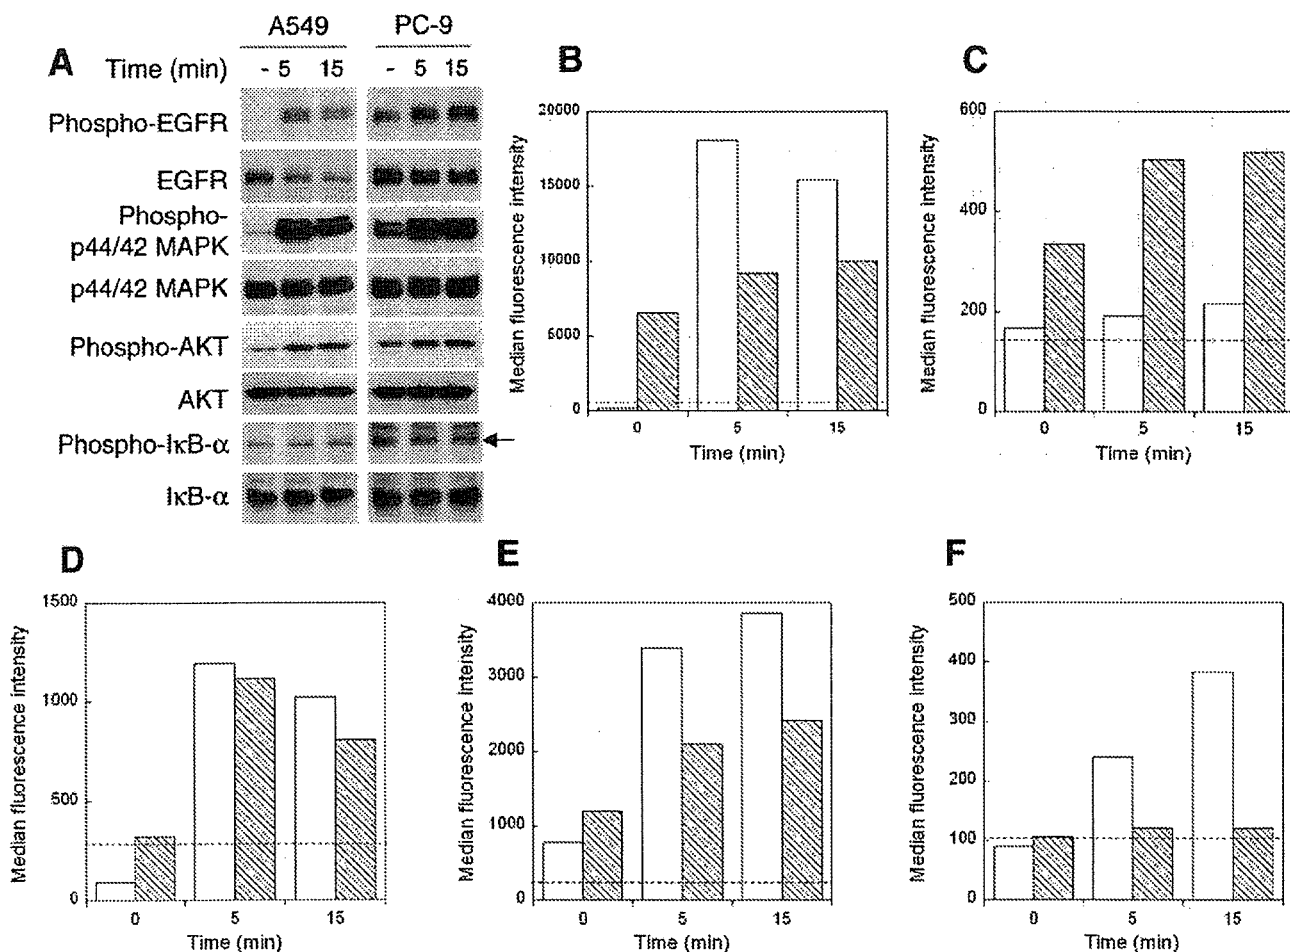 A549 PC-9
A Time (min) - 5 15 - 5 15
Phospho-EGFR
EGFR
Phospho-
p44/42 MAPK
p44/42 MAPK
Phospho-AKT
AKT
Phospho-IκB-α
IκB-α
B
Median fluorescence intensity
20000
15000
10000
5000
0
0 5 15
Time (min)
C
Median fluorescence intensity
600
400
200
0
0 5 15
Time (min)
D
Median fluorescence intensity
1500
1000
500
0
0 5 15
Time (min)
E
Median fluorescence intensity
4000
3000
2000
1000
0
0 5 15
Time (min)
F
Median fluorescence intensity
500
400
300
200
100
0
0 5 15
Time (min)